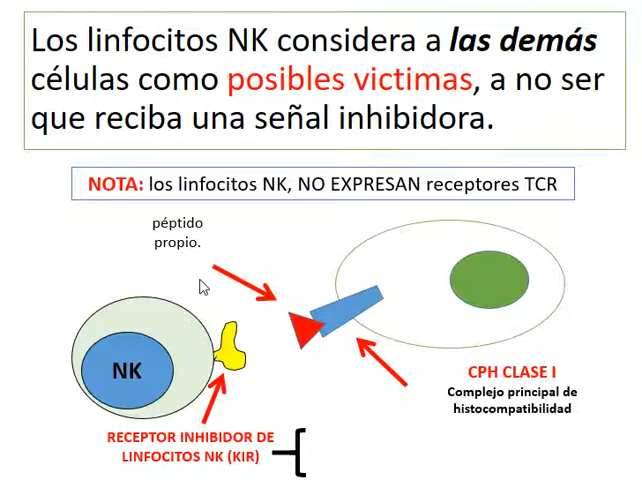 Los linfocitos NK considera a las demás
células como posibles victimas, a no ser
que reciba una señal inhibidora.
NOTA: los linfocitos NK, NO EXPRESAN receptores TCR
péptido
propio.
NK
CPH CLASE I
Complejo principal de
histocompatibilidad
RECEPTOR INHIBIDOR DE
LINFOCITOS NK (KIR)